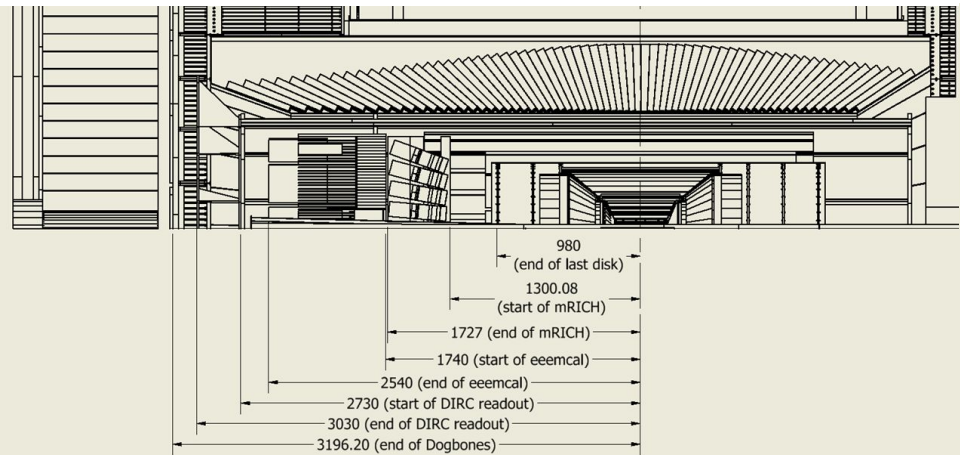 980
(end of last disk)
1300.08
(start of mRICH)
1727 (end of mRICH)
1740 (start of eeemcal)
2540 (end of eeemcal)
2730 (start of DIRC readout)
3030 (end of DIRC readout)
3196.20 (end of Dogbones)